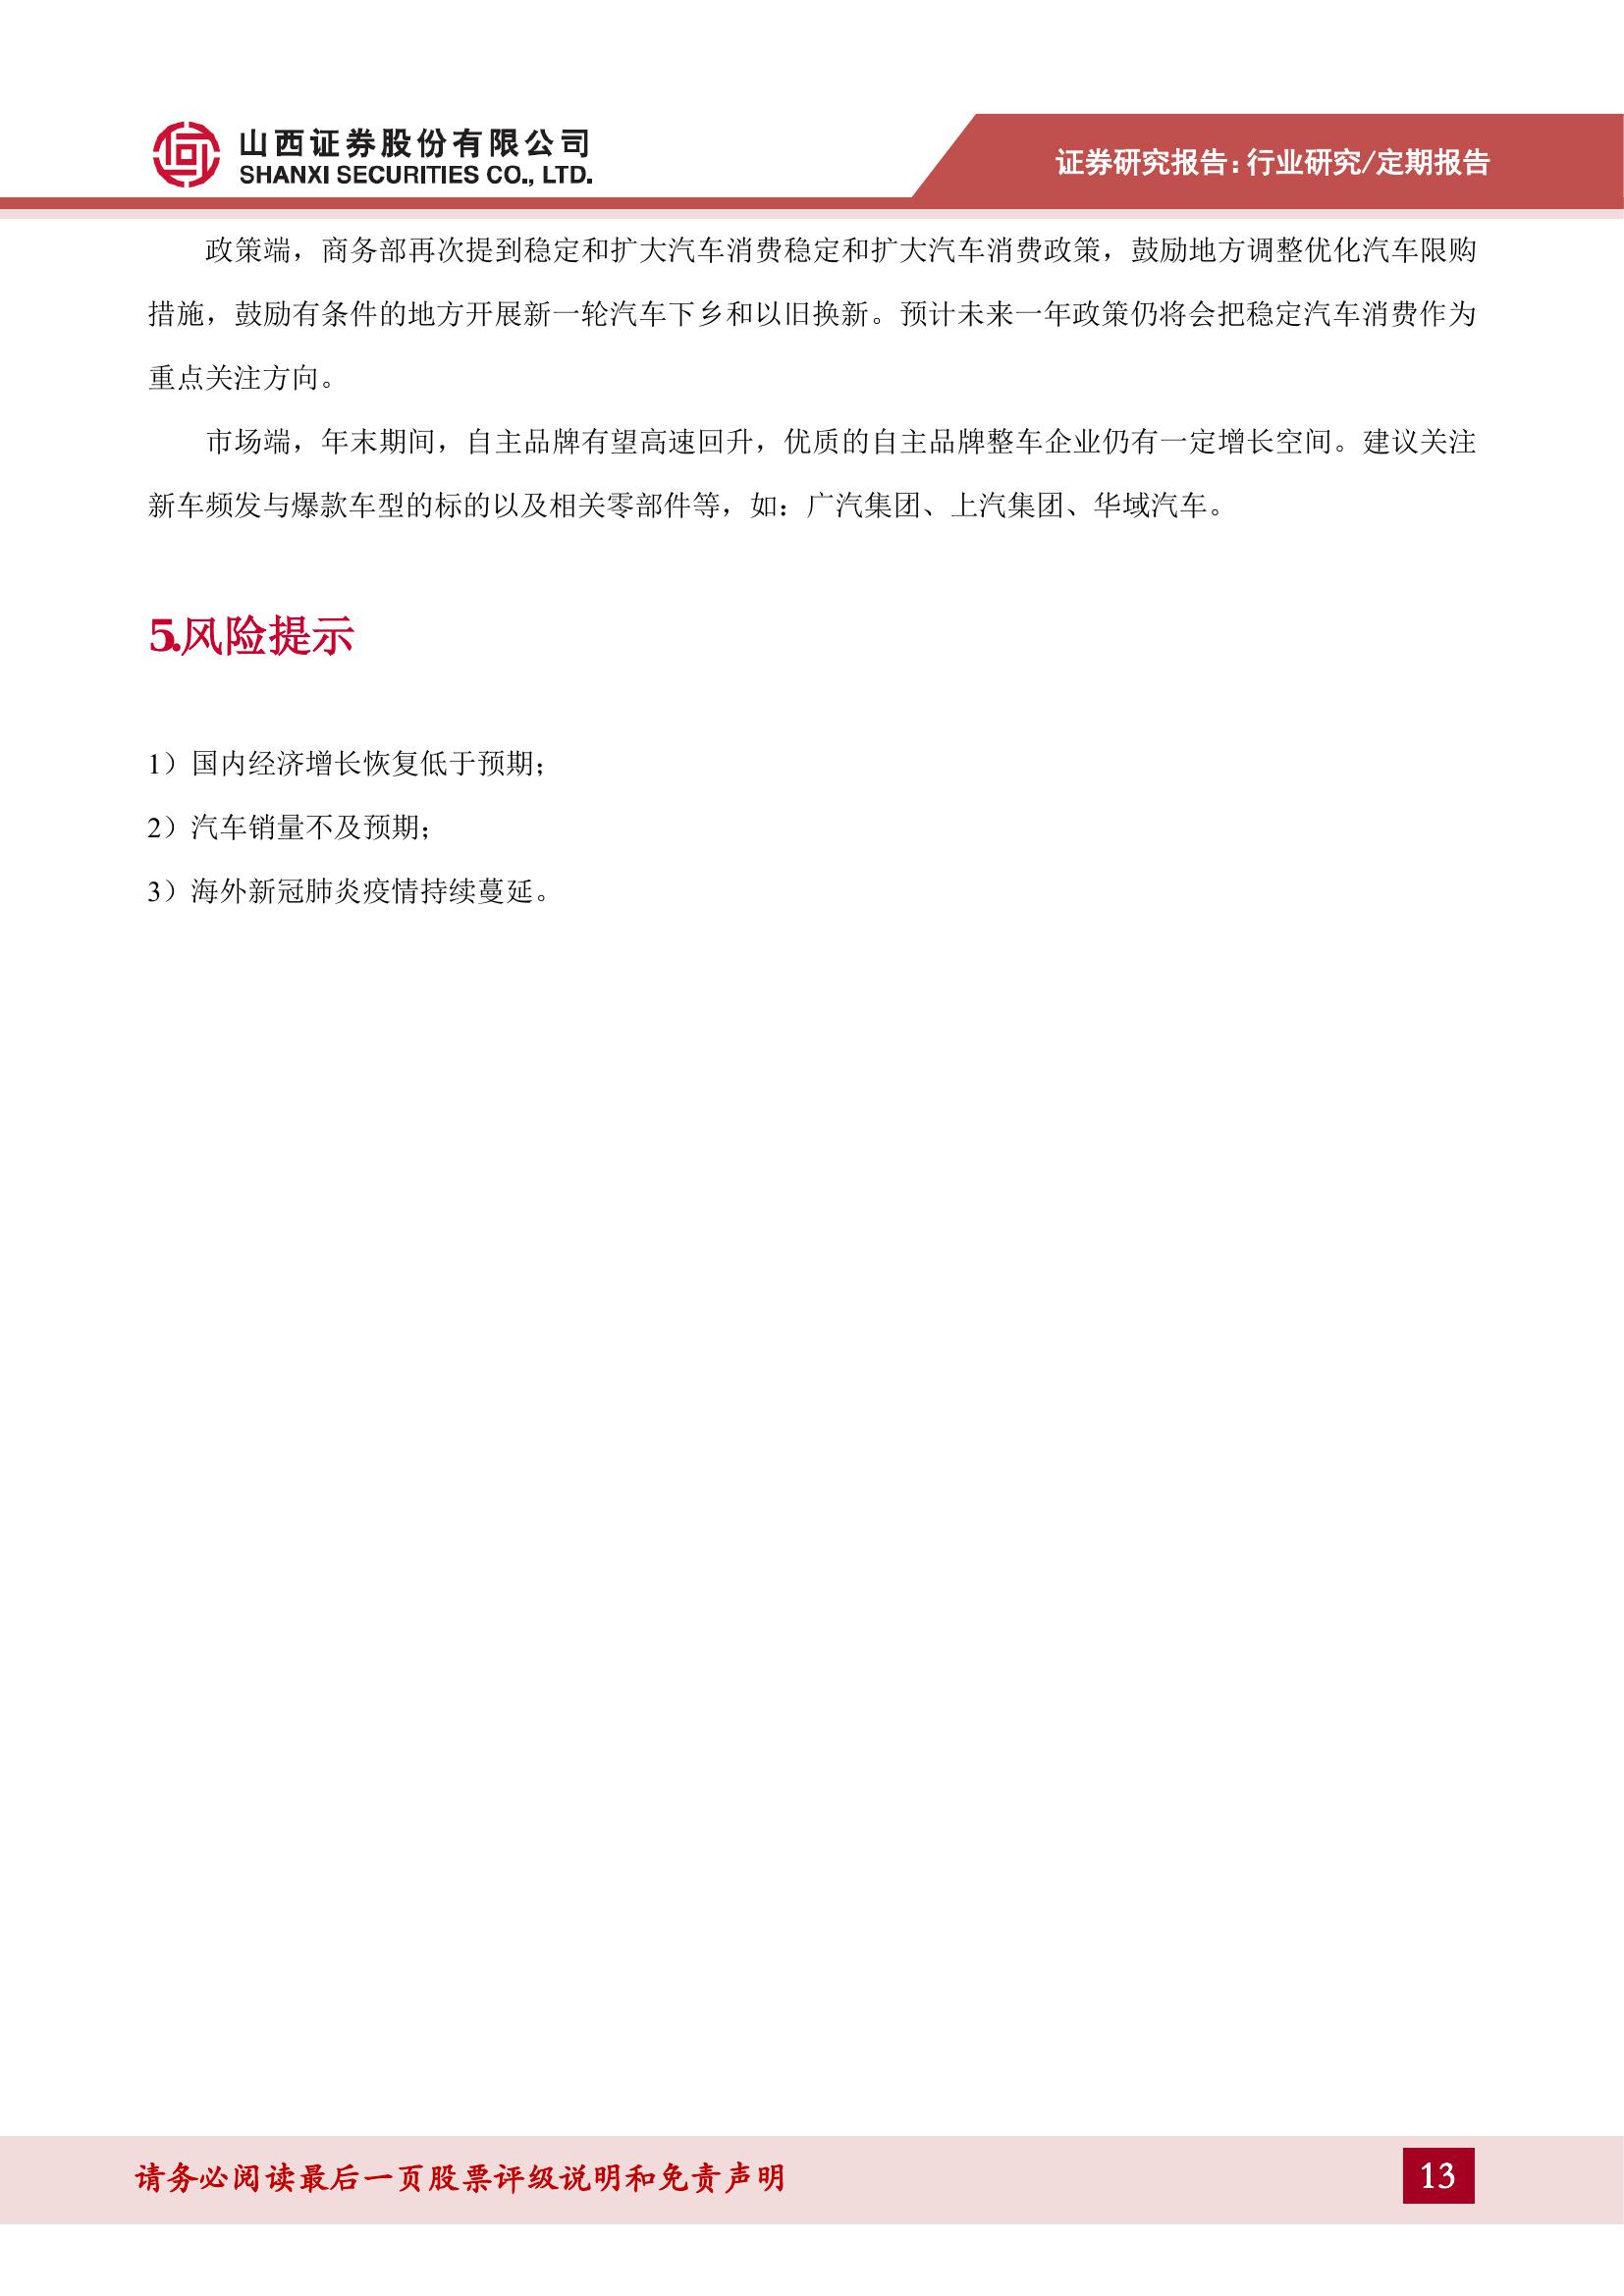 山西证券股份有限公司
SHANXI SECURITIES CO., LTD.
证券研究报告:行业研究/定期报告
政策端，商务部再次提到稳定和扩大汽车消费稳定和扩大汽车消费政策，鼓励地方调整优化汽车限购
措施，鼓励有条件的地方开展新一轮汽车下乡和以旧换新。预计未来一年政策仍将会把稳定汽车消费作为
重点关注方向。
市场端，年末期间，自主品牌有望高速回升，优质的自主品牌整车企业仍有一定增长空间。建议关注
新车频发与爆款车型的标的以及相关零部件等，如：广汽集团、上汽集团、华域汽车。
5.风险提示
1）国内经济增长恢复低于预期；
2）汽车销量不及预期；
3）海外新冠肺炎疫情持续蔓延。
请务必阅读最后一页股票评级说明和免责声明
13